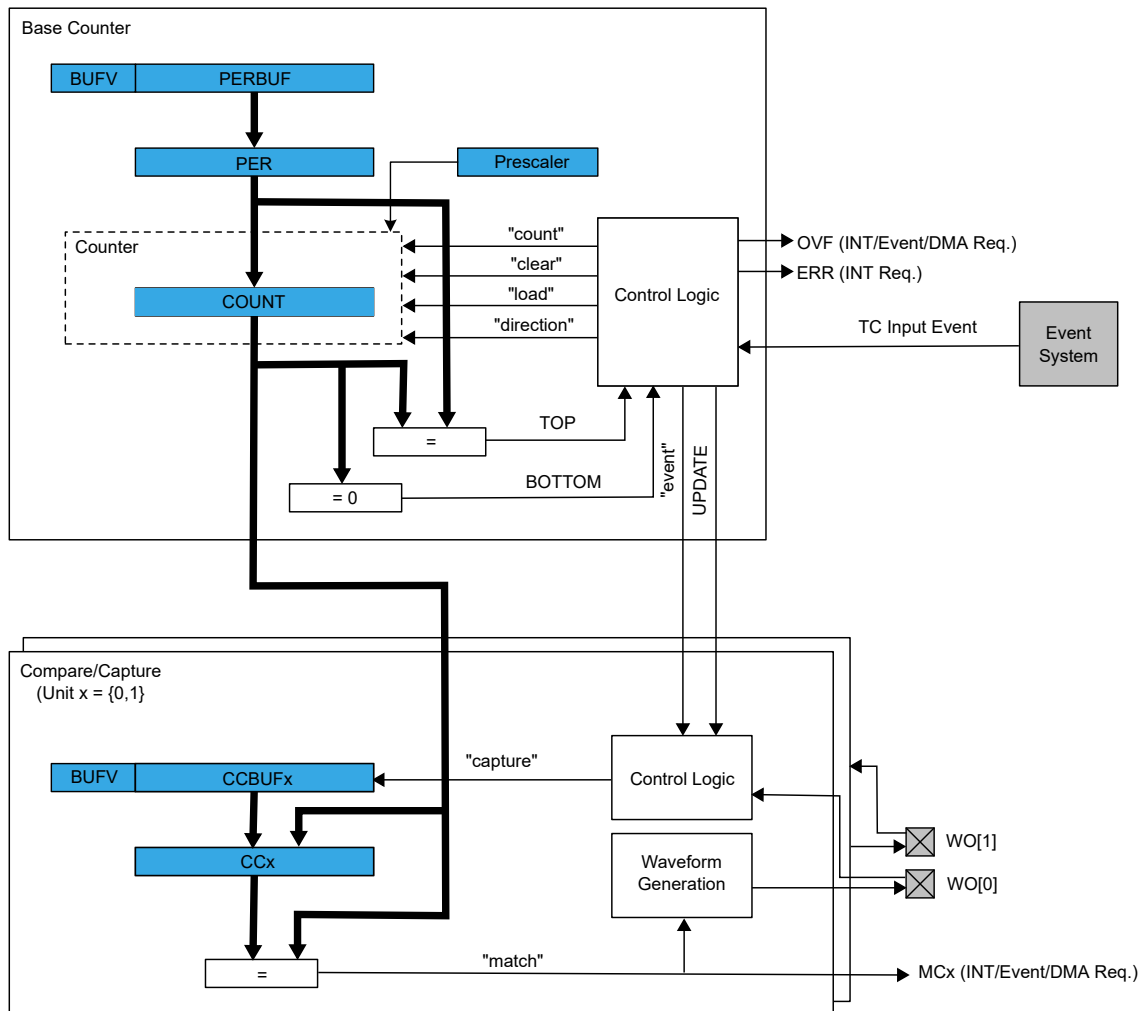 Base Counter
BUFV
PERBUF
PER
Prescaler
Counter
COUNT
"count"
"clear"
"load"
"direction"
Control Logic
OVF (INT/Event/DMA Req.)
ERR (INT Req.)
TC Input Event
Event
System
=
TOP
= 0
BOTTOM
"event"
UPDATE
Compare/Capture
(Unit x = {0,1}
BUFV
CCBUFx
"capture"
Control Logic
CCx
Waveform
Generation
WO[1]
WO[0]
=
"match"
MCx (INT/Event/DMA Req.)